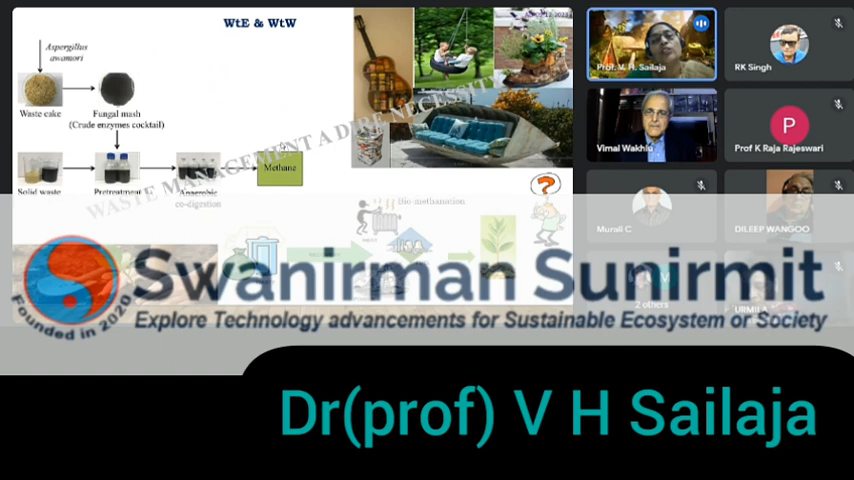 WtE & WtW
Aspergillus
awamori
Waste cake
Fungal mash
(Crude enzymes cocktail)
Solid waste
Pretreatment
Anaerobic
co-digestion
Methane
WASTE MANAGEMENT A DIRE NECESSITY
Bio-methanation
Prof. V. H. Sailaja
RK Singh
Vimal Wakhlu
P
Prof K Raja Rajeswari
Murali C
DILEEP WANGOO
M
2 others
URMILA
Swanirman Sunirmit
Explore Technology advancements for Sustainable Ecosystem or Society
Founded in 2020
Dr(prof) V H Sailaja